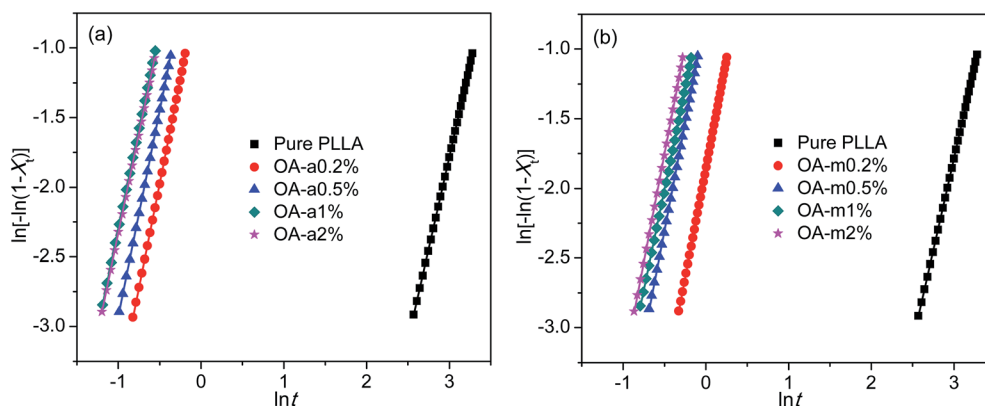 (a)
ln[-ln(1-Xt)]
-1.0
-1.5
-2.0
-2.5
-3.0
Pure PLLA
OA-a0.2%
OA-a0.5%
OA-a1%
OA-a2%
-1 0 1 2 3
lnt
(b)
ln[-ln(1-Xt)]
-1.0
-1.5
-2.0
-2.5
-3.0
Pure PLLA
OA-m0.2%
OA-m0.5%
OA-m1%
OA-m2%
-1 0 1 2 3
lnt